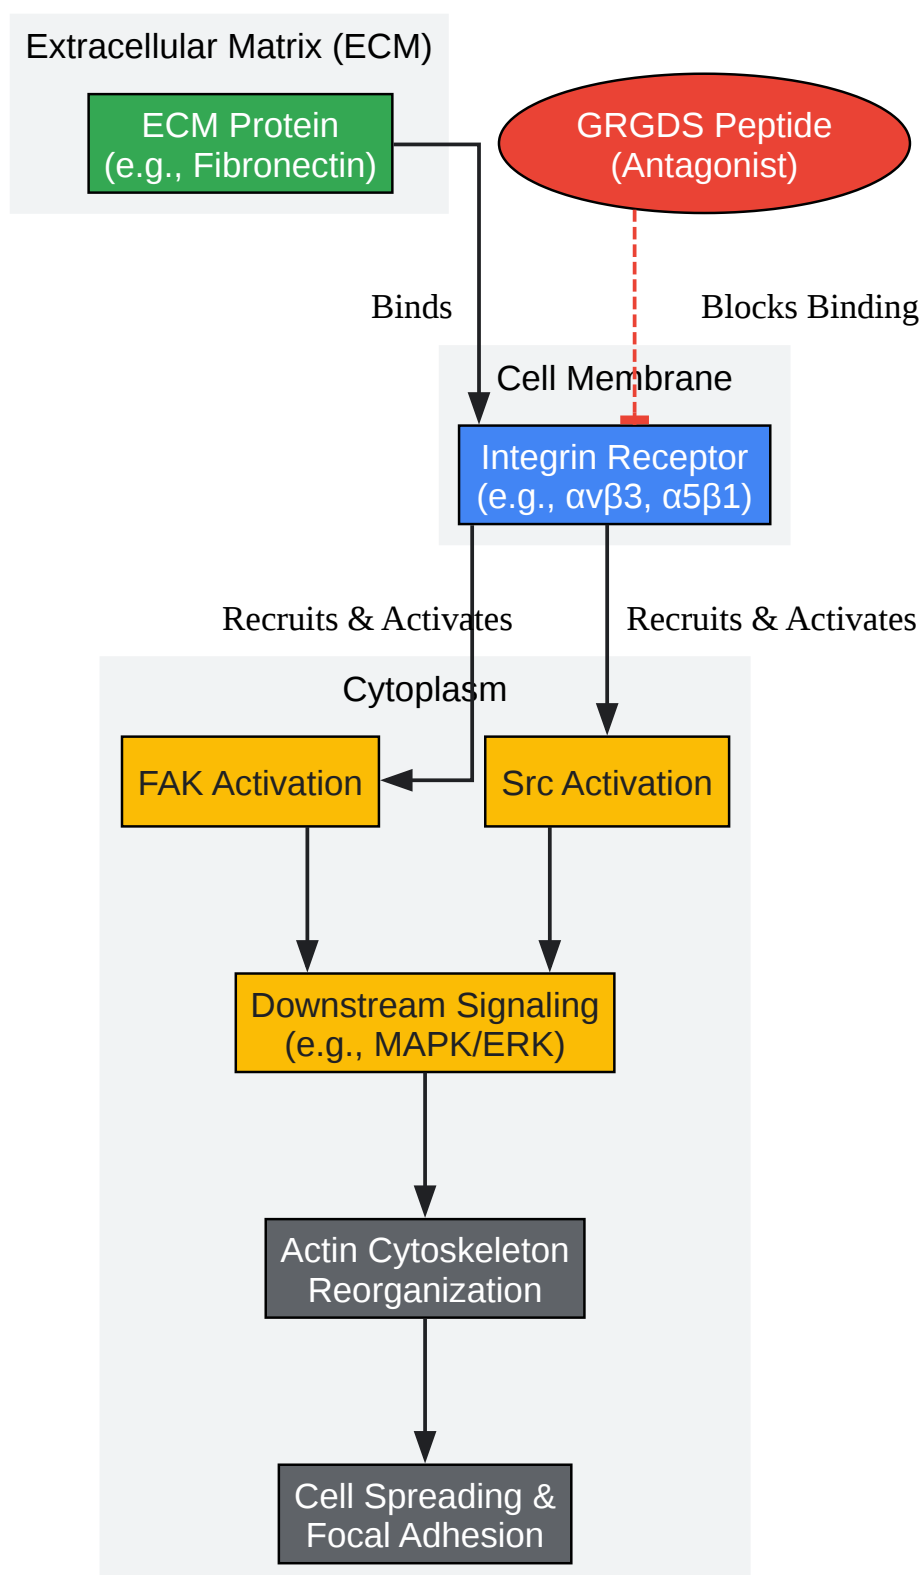 Extracellular Matrix (ECM)
ECM Protein
(e.g., Fibronectin)
GRGDS Peptide
(Antagonist)
Binds
Blocks Binding
Cell Membrane
Integrin Receptor
(e.g., αvβ3, α5β1)
Recruits & Activates
Recruits & Activates
Cytoplasm
FAK Activation
Src Activation
Downstream Signaling
(e.g., MAPK/ERK)
Actin Cytoskeleton
Reorganization
Cell Spreading &
Focal Adhesion